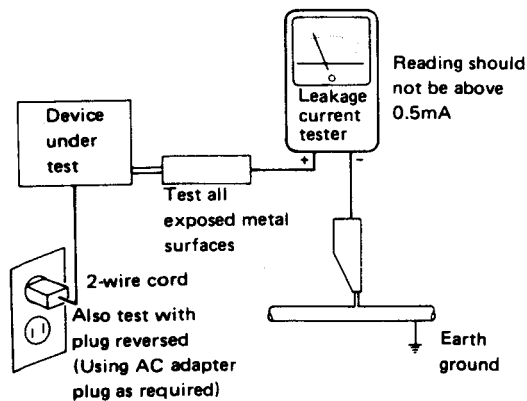 Device
under
test
Leakage
current
tester
+ -
Reading should
not be above
0.5mA
Test all
exposed metal
surfaces
2-wire cord
Also test with
plug reversed
(Using AC adapter
plug as required)
Earth
ground